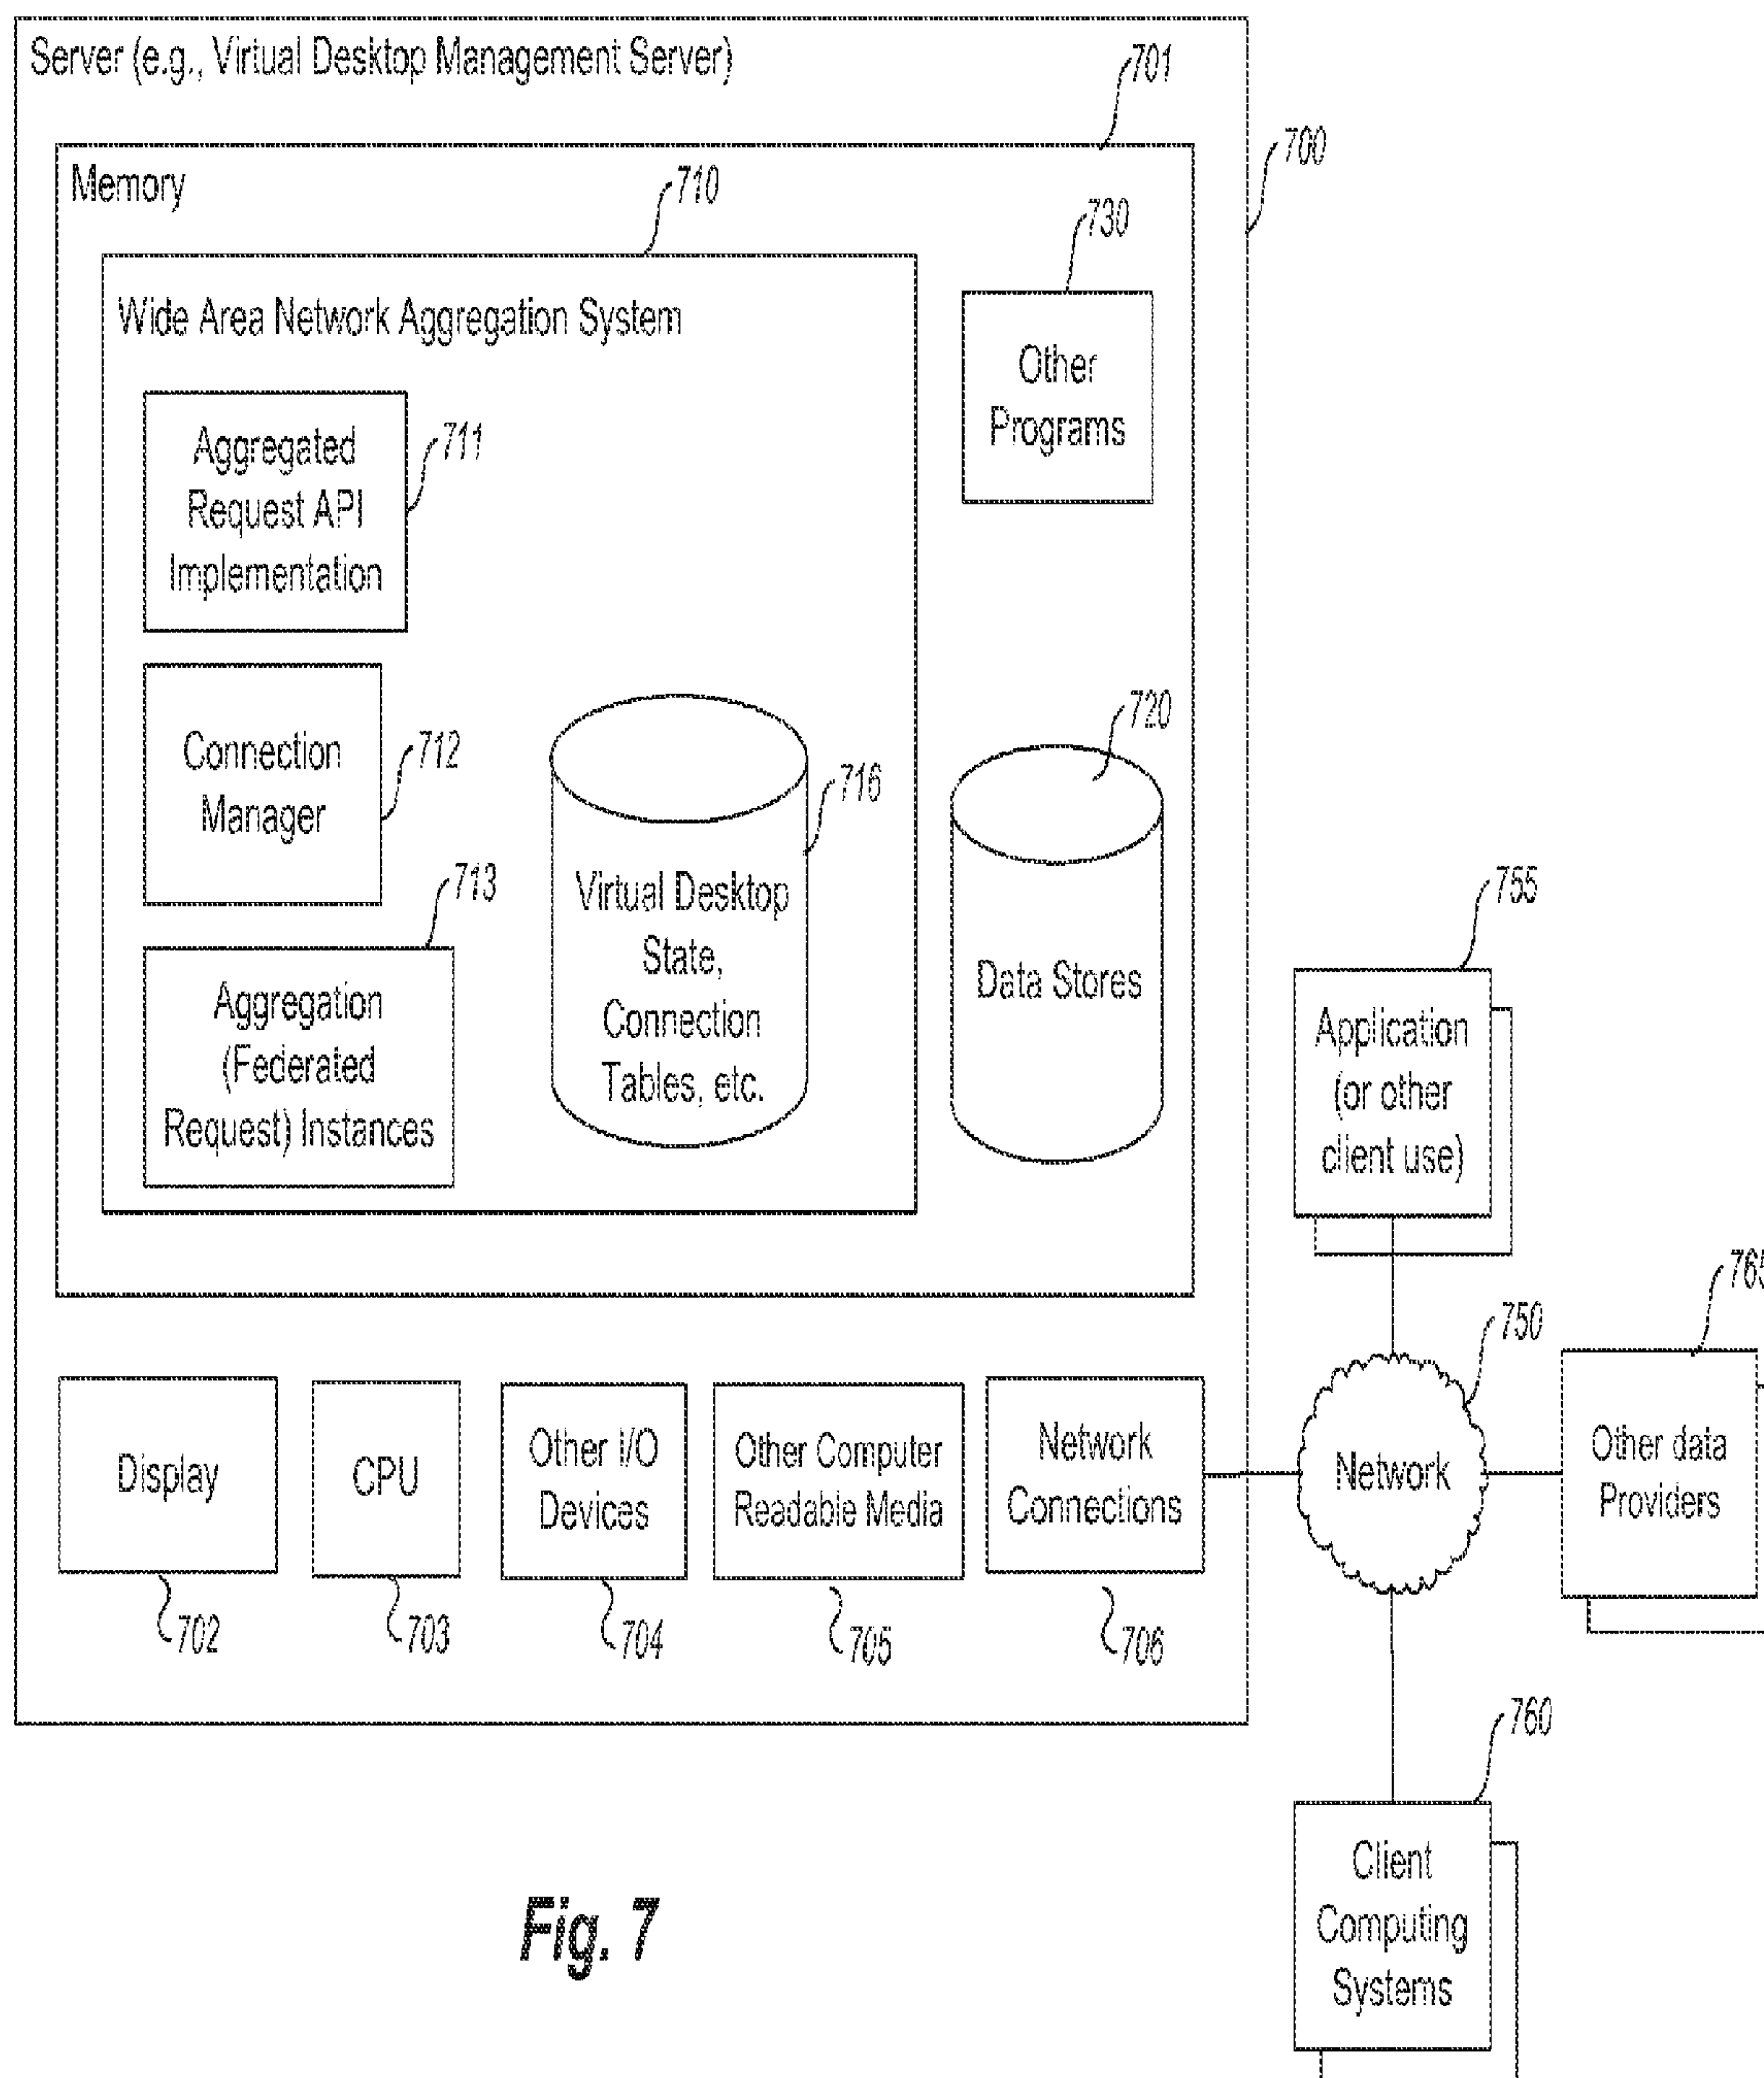 Server (e.g., Virtual Desktop Management Server)
701
700
Memory
710
730
Wide Area Network Aggregation System
Other
Programs
Aggregated
Request API
Implementation
711
Connection
Manager
712
720
716
713
Virtual Desktop
State,
Connection
Tables, etc.
Data Stores
Aggregation
(Federated
Request) Instances
755
Application
(or other
client use)
765
750
Display
CPU
Other I/O
Devices
Other Computer
Readable Media
Network
Connections
Network
Other data
Providers
702
703
704
705
706
760
Client
Computing
Systems
Fig. 7